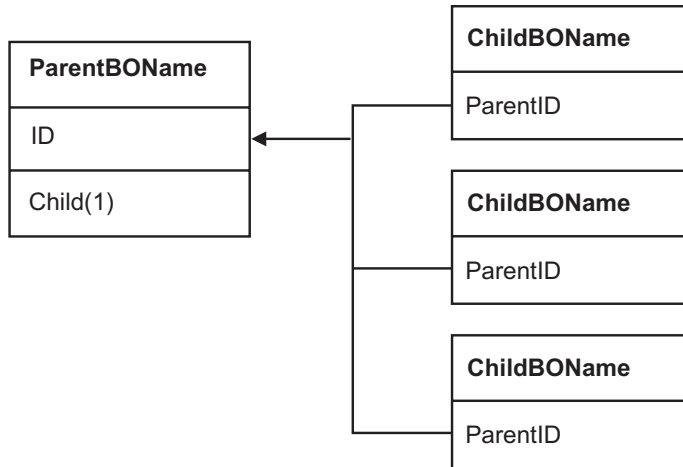 ParentBOName
ID
Child(1)
ChildBOName
ParentID
ChildBOName
ParentID
ChildBOName
ParentID